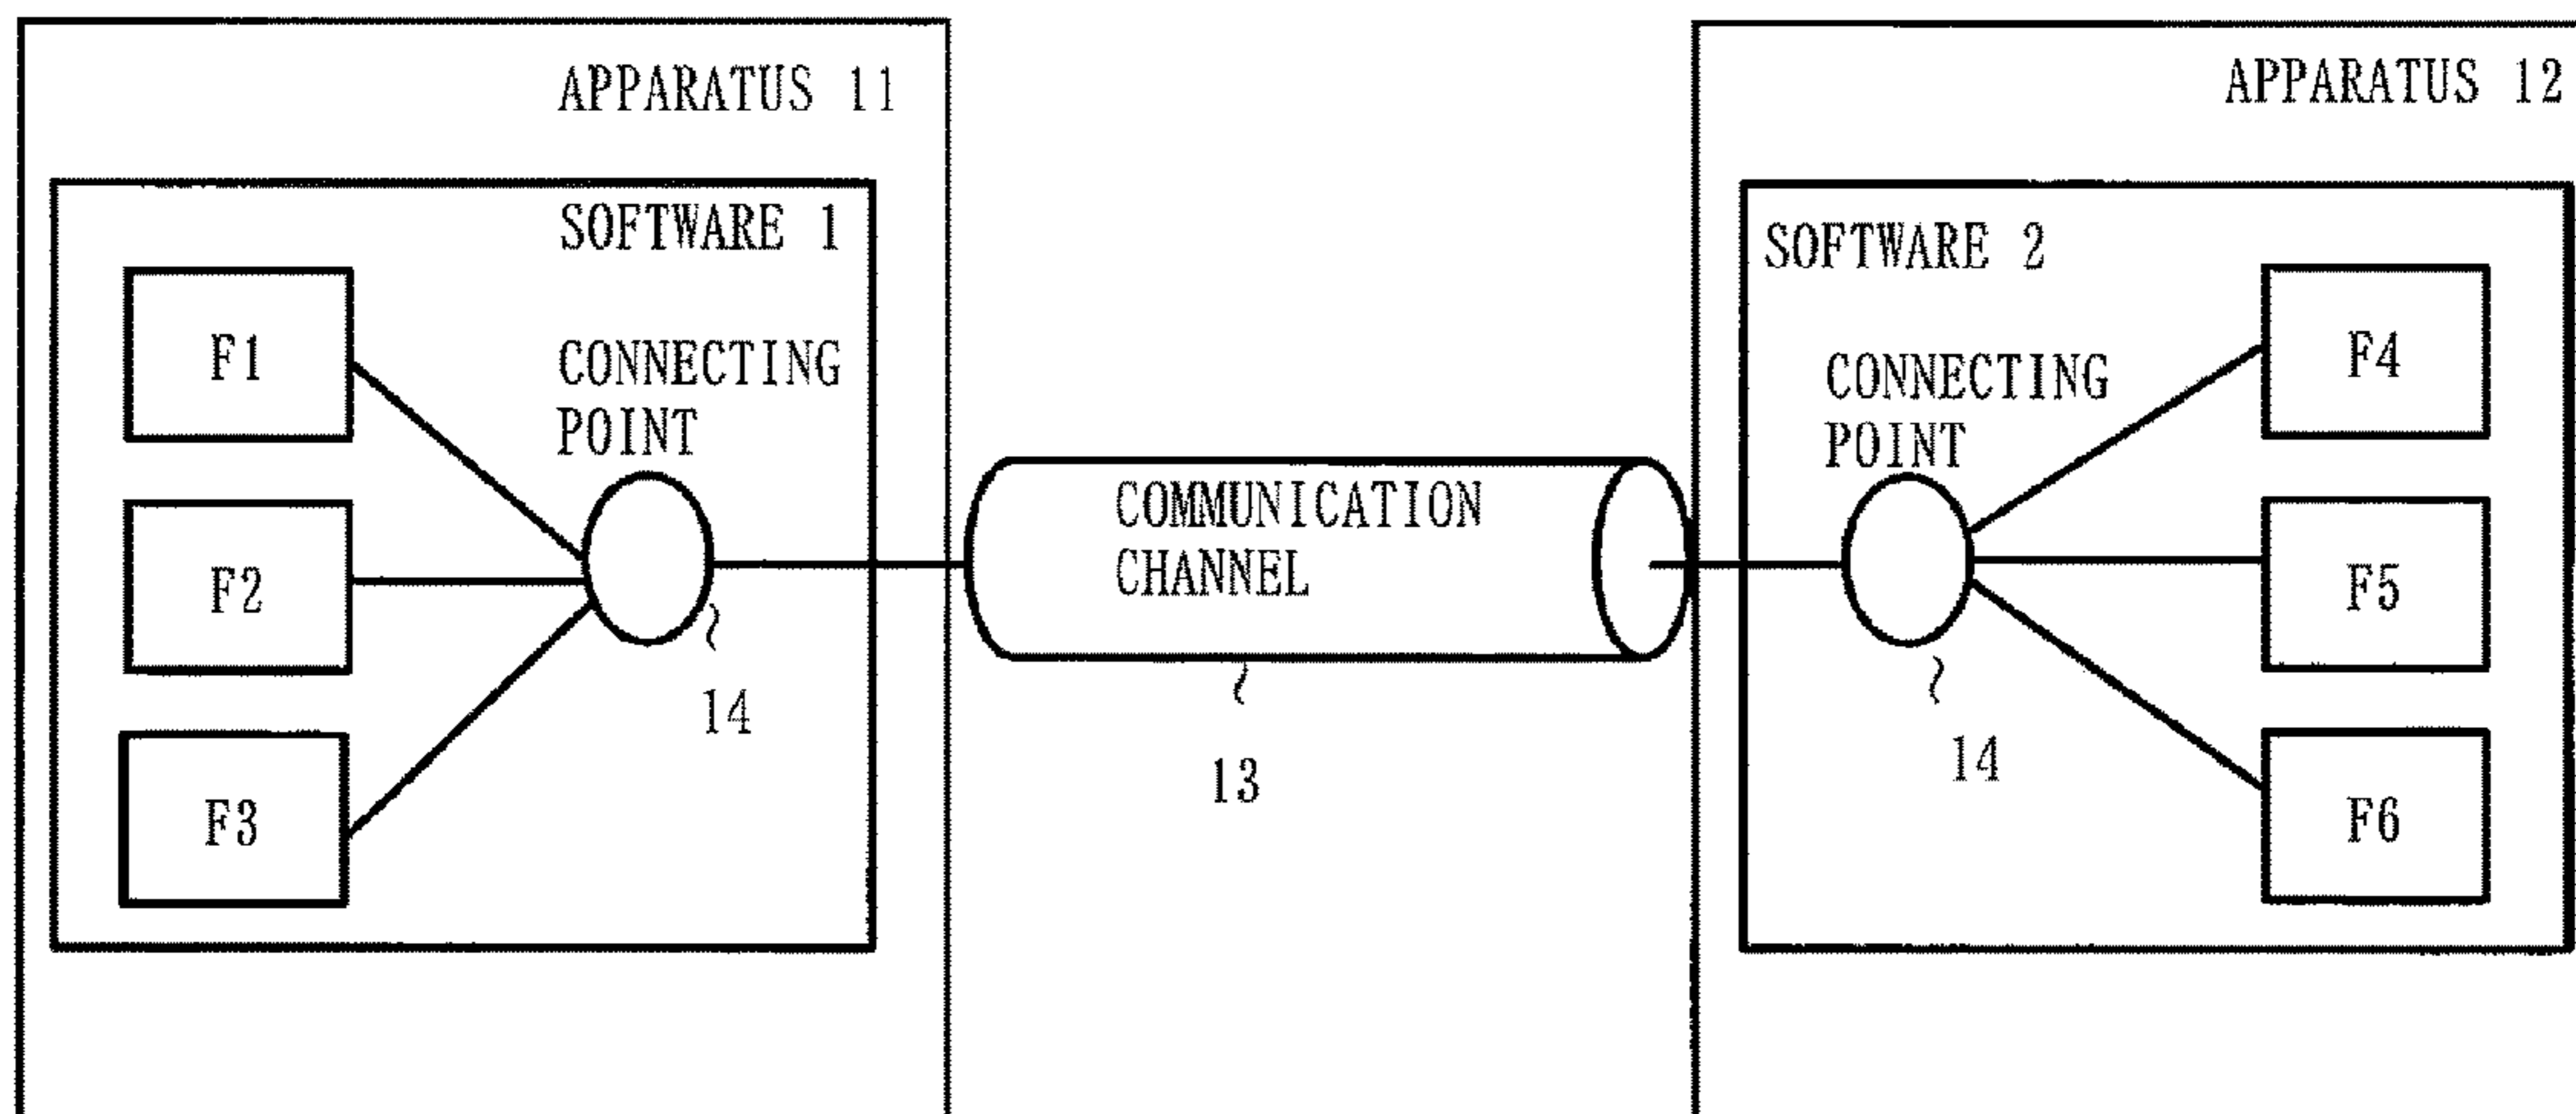 APPARATUS 11
SOFTWARE 1
F1
CONNECTING
POINT
F2
14
F3
COMMUNICATION
CHANNEL
13
APPARATUS 12
SOFTWARE 2
CONNECTING
POINT
14
F4
F5
F6